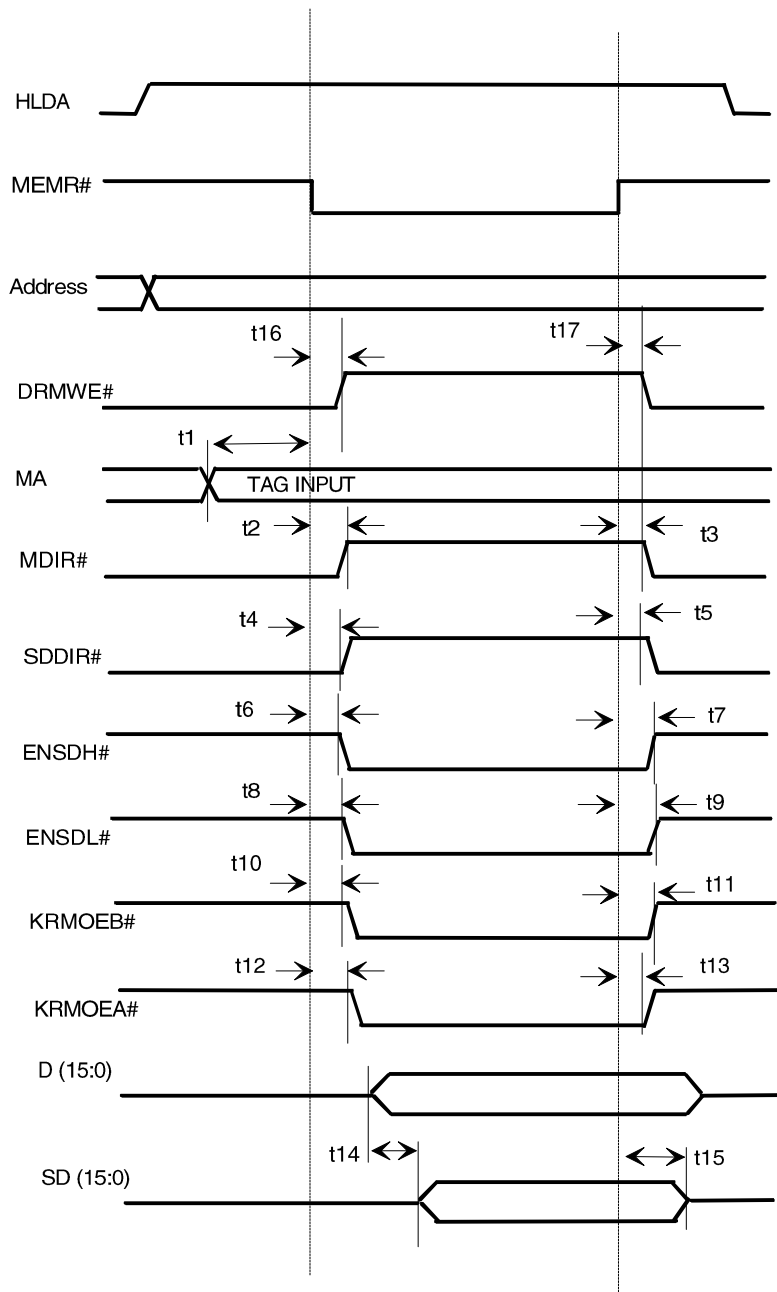 HLDA
MEMR#
Address
t16
t17
DRMWE#
t1
MA
TAG INPUT
t2
t3
MDIR#
t4
t5
SDDIR#
t6
t7
ENSDH#
t8
t9
ENSDL#
t10
t11
KRMOEB#
t12
t13
KRMOEA#
D (15:0)
t14
t15
SD (15:0)